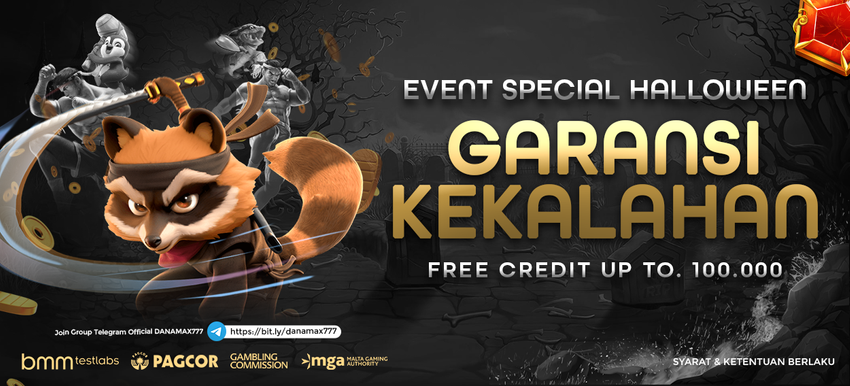 EVENT SPECIAL HALLOWEEN
GARANSI
KEKALAHAN
FREE CREDIT UP TO. 100.000
Join Group Telegram Official DANAMAX777 https://bit.ly/danamax777
bmm testlabs PAGCOR GAMBLING COMMISSION mga MALTA GAMING AUTHORITY
SYARAT & KETENTUAN BERLAKU